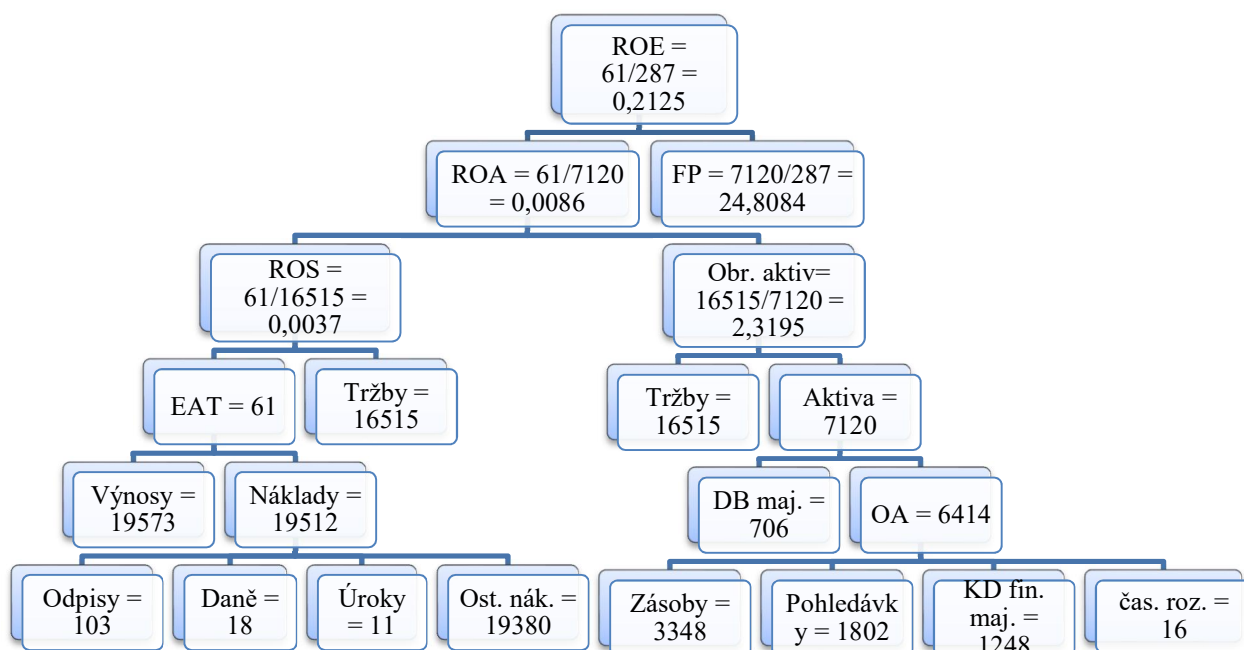 ROE =
61/287 =
0,2125
ROA = 61/7120
= 0,0086
FP = 7120/287 =
24,8084
ROS =
61/16515 =
0,0037
Obr. aktiv=
16515/7120 =
2,3195
EAT = 61
Tržby =
16515
Tržby =
16515
Aktiva =
7120
Výnosy =
19573
Náklady =
19512
DB maj. =
706
OA = 6414
Odpisy =
103
Daně =
18
Úroky
= 11
Ost. nák. =
19380
Zásoby =
3348
Pohledávk
y = 1802
KD fin.
maj. =
1248
čas. roz. =
16